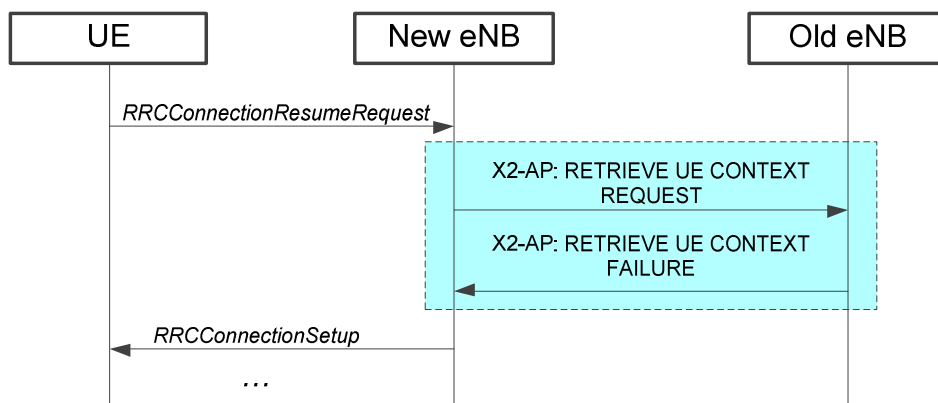 UE
New eNB
Old eNB
RRCConnectionResumeRequest
X2-AP: RETRIEVE UE CONTEXT
REQUEST
X2-AP: RETRIEVE UE CONTEXT
FAILURE
RRCConnectionSetup
...